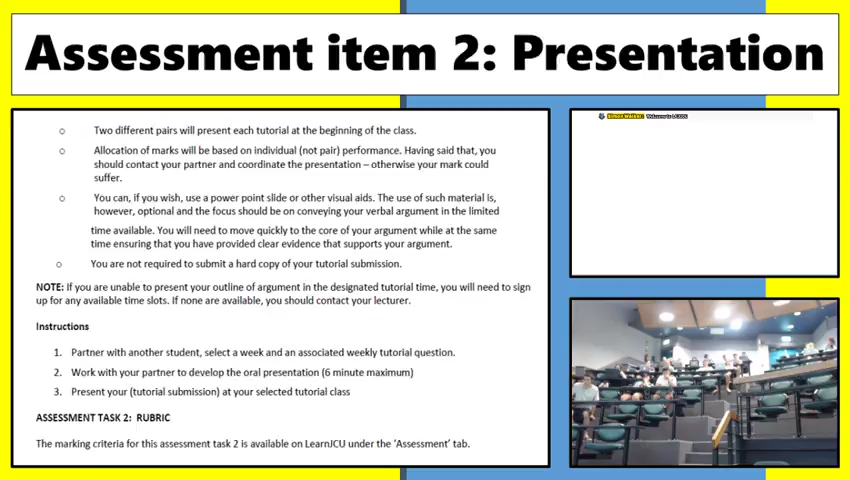 Assessment item 2: Presentation
o Two different pairs will present each tutorial at the beginning of the class.
o Allocation of marks will be based on individual (not pair) performance. Having said that, you
should contact your partner and coordinate the presentation – otherwise your mark could
suffer.
o You can, if you wish, use a power point slide or other visual aids. The use of such material is,
however, optional and the focus should be on conveying your verbal argument in the limited
time available. You will need to move quickly to the core of your argument while at the same
time ensuring that you have provided clear evidence that supports your argument.
o You are not required to submit a hard copy of your tutorial submission.
NOTE: If you are unable to present your outline of argument in the designated tutorial time, you will need to sign
up for any available time slots. If none are available, you should contact your lecturer.
Instructions
1. Partner with another student, select a week and an associated weekly tutorial question.
2. Work with your partner to develop the oral presentation (6 minute maximum)
3. Present your (tutorial submission) at your selected tutorial class
ASSESSMENT TASK 2: RUBRIC
The marking criteria for this assessment task 2 is available on LearnJCU under the 'Assessment' tab.
Welcome to